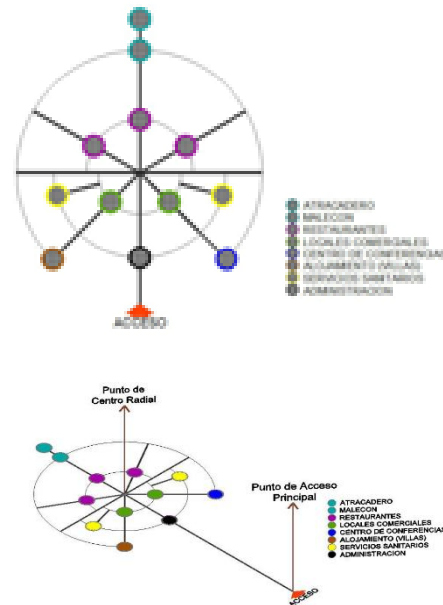 ATRACADERO
MALECON
RESTAURANTES
LOCALES COMERCIALES
CENTRO DE CONFERENCIAS
ALOJAMIENTO (VILLAS)
SERVICIOS SANITARIOS
ADMINISTRACION
ACCESO
Punto de
Centro Radial
Punto de Acceso
Principal
ATRACADERO
MALECON
RESTAURANTES
LOCALES COMERCIALES
CENTRO DE CONFERENCIAS
ALOJAMIENTO (VILLAS)
SERVICIOS SANITARIOS
ADMINISTRACION
ACCESO